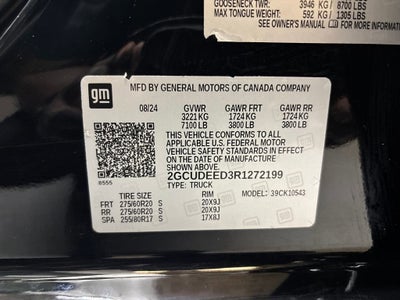 GOOSENECK TWR: 3946 KG / 8700 LBS
MAX TONGUE WT: 592 KG / 1305 LBS
SEE OWNER'S MANUAL FOR MORE INFORMATION
gm
MFD BY GENERAL MOTORS OF CANADA COMPANY
08/24 GVWR GAWR FRT GAWR RR
3221 KG 1724 KG 1724 KG
7100 LB 3800 LB 3800 LB
THIS VEHICLE CONFORMS TO ALL
APPLICABLE U.S. FEDERAL MOTOR
VEHICLE SAFETY AND THEFT PREVENTION
STANDARDS IN EFFECT ON THE DATE OF
MANUFACTURE SHOWN ABOVE.
2GCUDEED3R1272199
TYPE: TRUCK MODEL: 39CK10543
8555
TIRE SIZE RIM
FRT 275/60R20 S 20X9J
RR 275/60R20 S 20X9J
SPA 255/80R17 S 17X8J